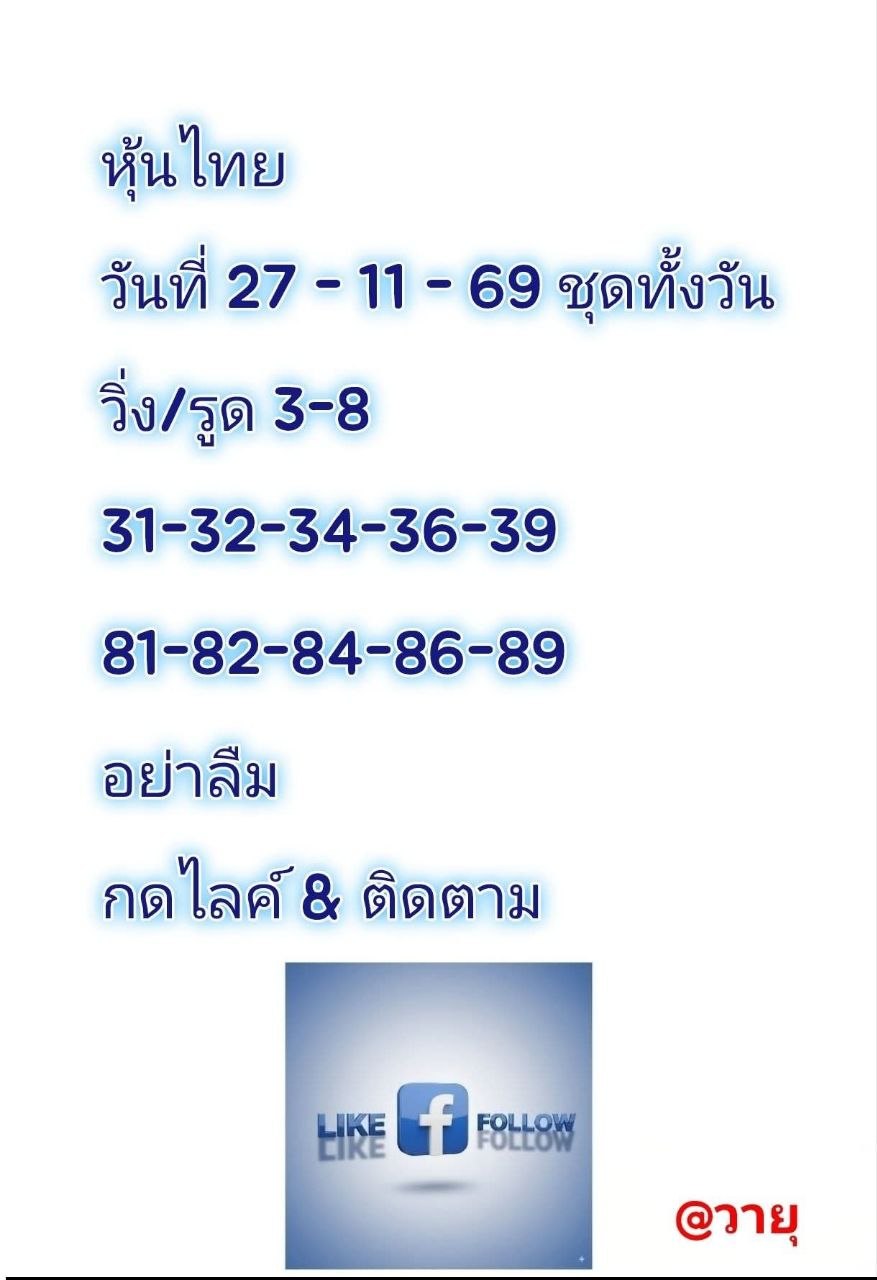 หุ้นไทย
วันที่ 27 - 11 - 69 ชุดทั้งวัน
วิ่ง/รูด 3-8
31-32-34-36-39
81-82-84-86-89
อย่าลืม
กดไลค์ & ติดตาม
LIKE f FOLLOW
@วายุ